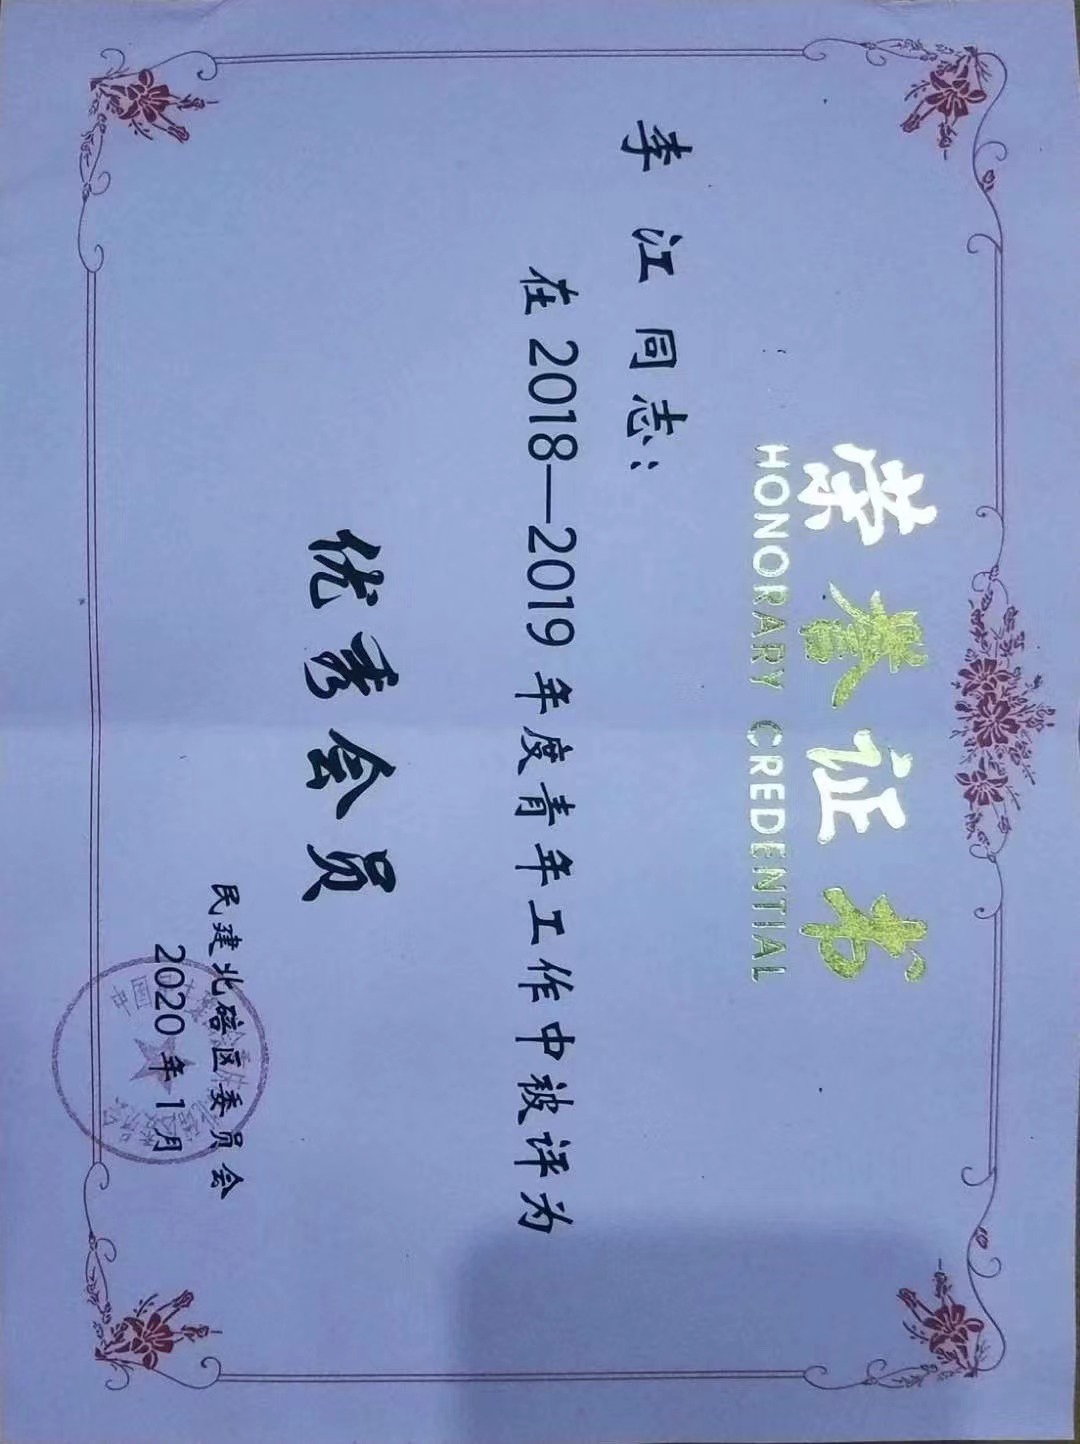 荣誉证书
HONORARY CREDENTIAL
李江同志：
在2018—2019年度青年工作中被评为
优秀会员
民建北碚区委员会
2020年1月